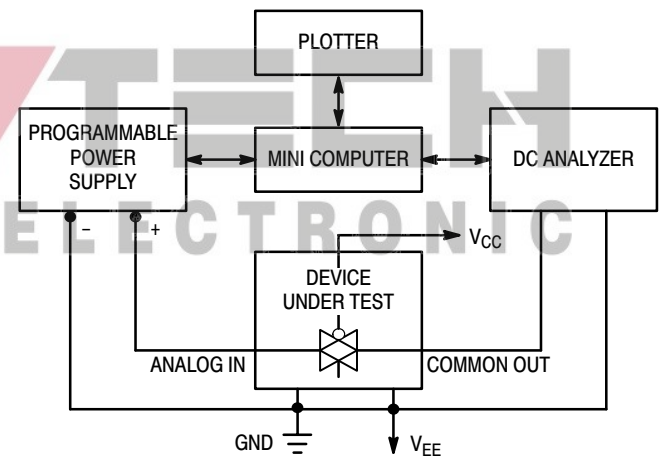 PLOTTER
PROGRAMMABLE
POWER
SUPPLY
MINI COMPUTER
DC ANALYZER
− +
VCC
DEVICE
UNDER TEST
ANALOG IN
COMMON OUT
GND
VEE
TECH
ELECTRONIC